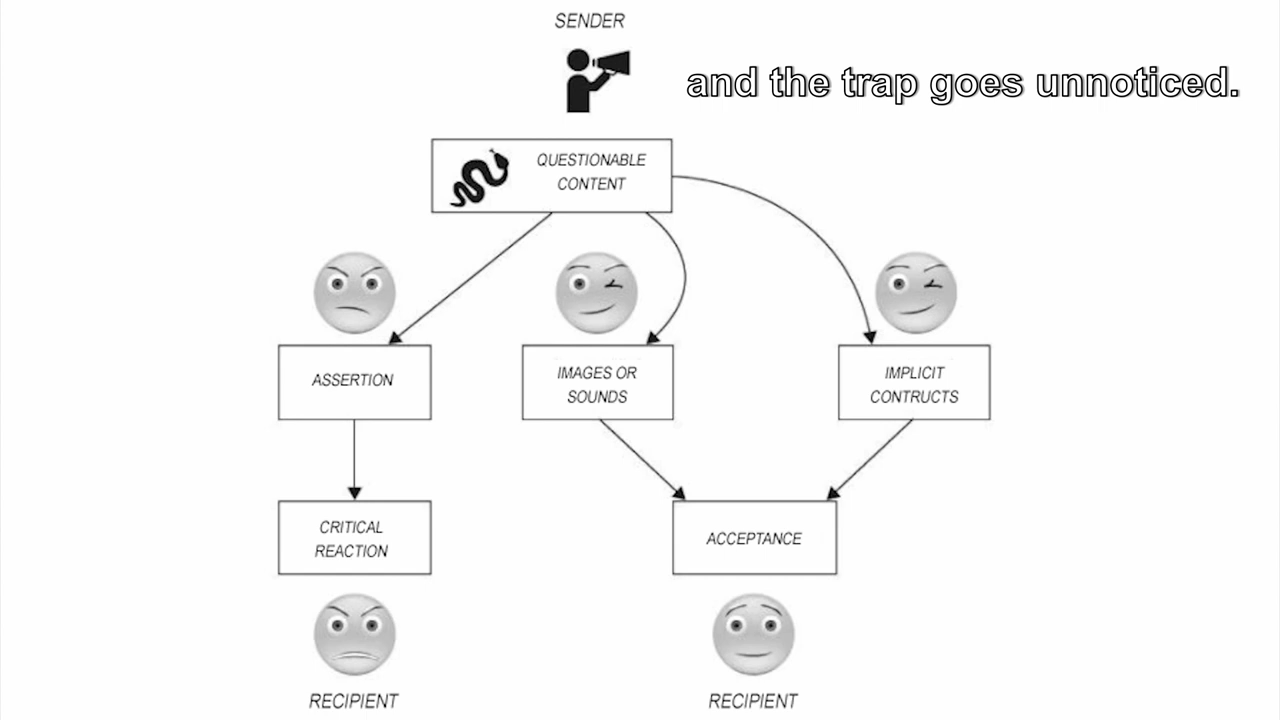 SENDER
and the trap goes unnoticed.
QUESTIONABLE
CONTENT
ASSERTION
IMAGES OR
SOUNDS
IMPLICIT
CONTRUCTS
CRITICAL
REACTION
ACCEPTANCE
RECIPIENT
RECIPIENT